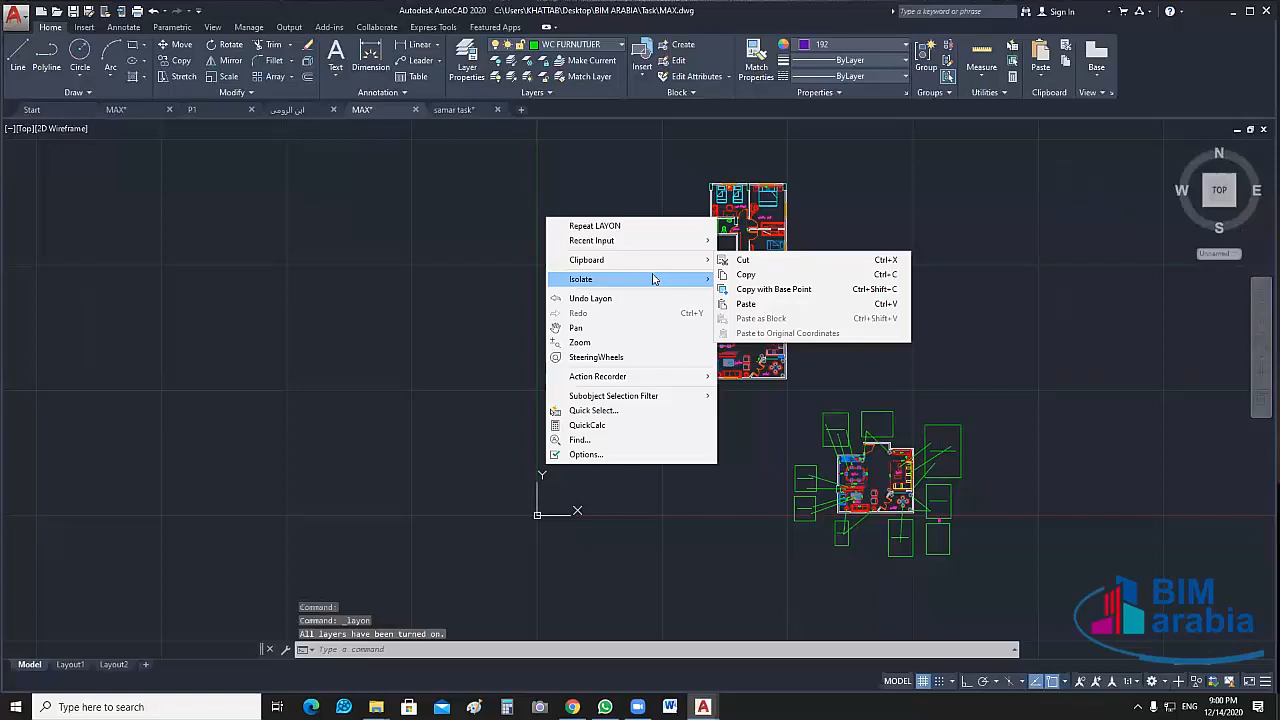 Autodesk AutoCAD 2020 C:\Users\KHATTAB\Desktop\BIM ARABIA\Task\MAX.dwg
Type a keyword or phrase
Sign In
Home Insert Annotate Parametric View Manage Output Add-ins Collaborate Express Tools Featured Apps
Line Polyline Circle Arc
Move Rotate Trim
Copy Mirror Fillet
Stretch Scale Array
Text Dimension
Linear
Leader
Table
Layer Properties
WC FURNUTUER
Make Current
Match Layer
Insert
Create
Edit
Edit Attributes
Match Properties
192
ByLayer
ByLayer
Group Measure Paste Base
Draw Modify Annotation Layers Block Properties Groups Utilities Clipboard View
Start MAX* P1 ابن الرومى MAX* samar task*
[−][Top][2D Wireframe]
N
W TOP E
S
Unnamed
Repeat LAYON
Recent Input
Clipboard
Isolate
Undo Layon
Redo Ctrl+Y
Pan
Zoom
SteeringWheels
Action Recorder
Subobject Selection Filter
Quick Select...
QuickCalc
Find...
Options...
Cut Ctrl+X
Copy Ctrl+C
Copy with Base Point Ctrl+Shift+C
Paste Ctrl+V
Paste as Block Ctrl+Shift+V
Paste to Original Coordinates
Y
X
Command:
Command: _layon
All layers have been turned on.
Type a command
BIM
arabia
Model Layout1 Layout2 +
MODEL 1:1
Type here to search
9:00 PM
12/14/2020